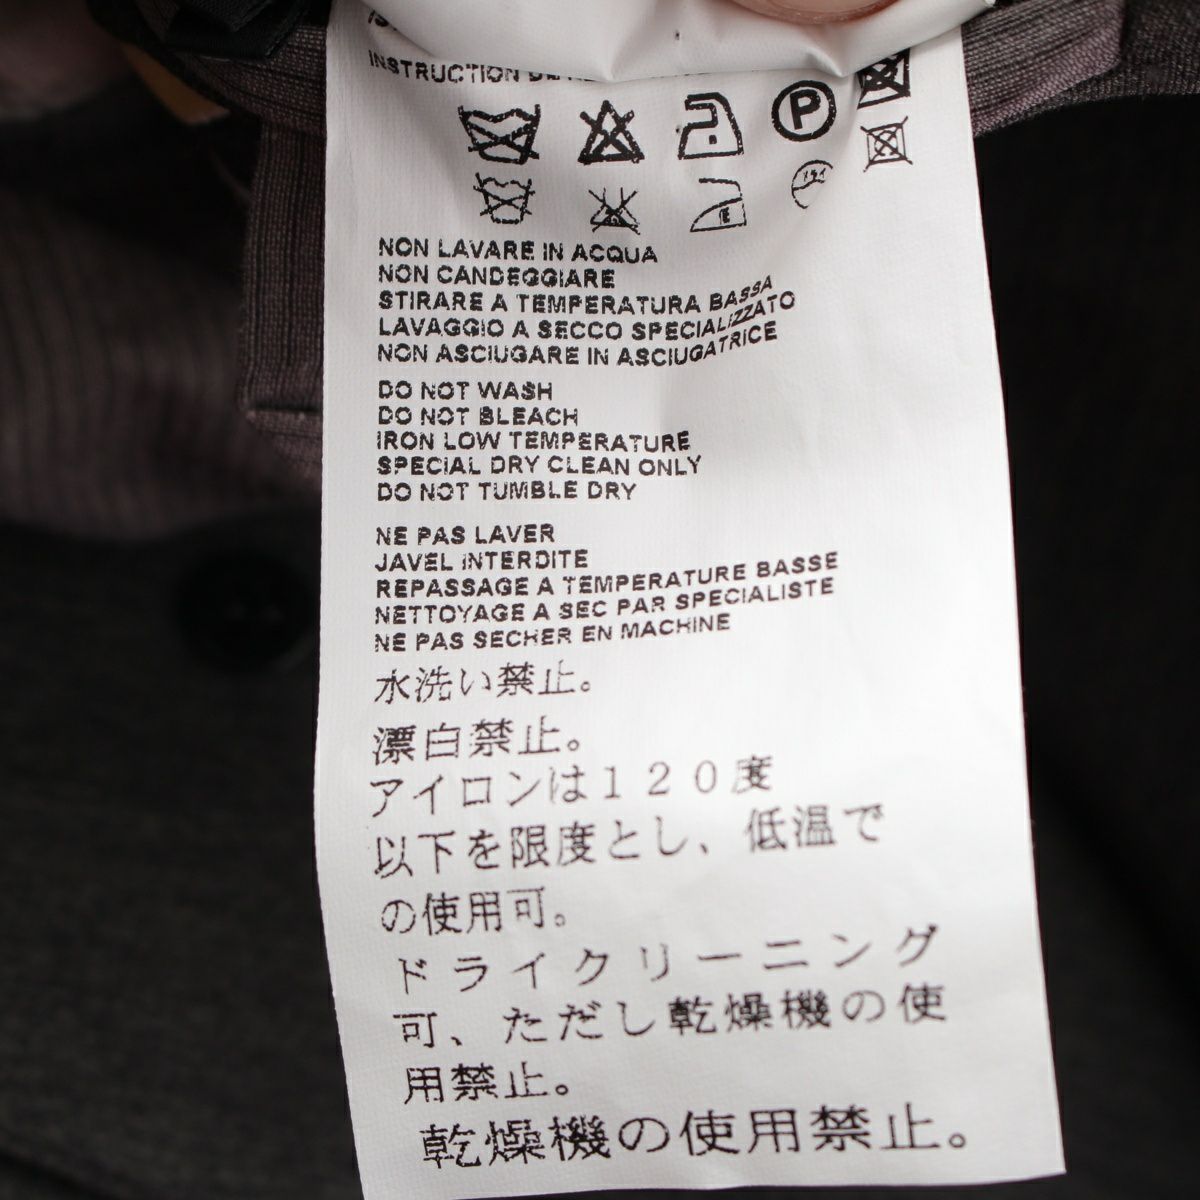 INSTRUCTION
P
NON LAVARE IN ACQUA
NON CANDEGGIARE
STIRARE A TEMPERATURA BASSA
LAVAGGIO A SECCO SPECIALIZZATO
NON ASCIUGARE IN ASCIUGATRICE
DO NOT WASH
DO NOT BLEACH
IRON LOW TEMPERATURE
SPECIAL DRY CLEAN ONLY
DO NOT TUMBLE DRY
NE PAS LAVER
JAVEL INTERDITE
REPASSAGE A TEMPERATURE BASSE
NETTOYAGE A SEC PAR SPECIALISTE
NE PAS SECHER EN MACHINE
水洗い禁止。
漂白禁止。
アイロンは１２０度
以下を限度とし、低温で
の使用可。
ドライクリーニング
可、ただし乾燥機の使
用禁止。
乾燥機の使用禁止。